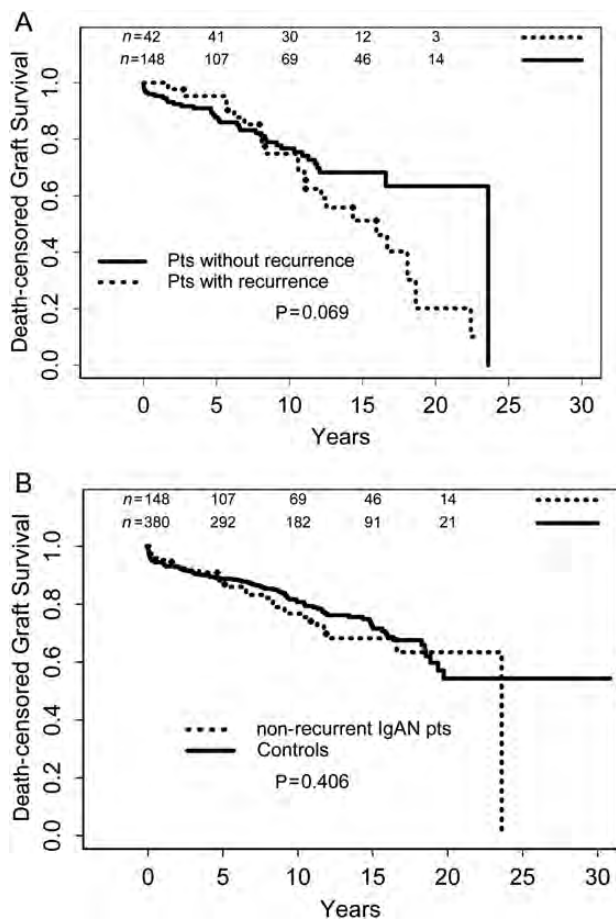 A
n=42 41 30 12 3
n=148 107 69 46 14
Death-censored Graft Survival
1.0
0.8
0.6
0.4
0.2
0.0
Pts without recurrence
Pts with recurrence
P=0.069
0 5 10 15 20 25 30
Years
B
n=148 107 69 46 14
n=380 292 182 91 21
Death-censored Graft Survival
1.0
0.8
0.6
0.4
0.2
0.0
non-recurrent IgAN pts
Controls
P=0.406
0 5 10 15 20 25 30
Years